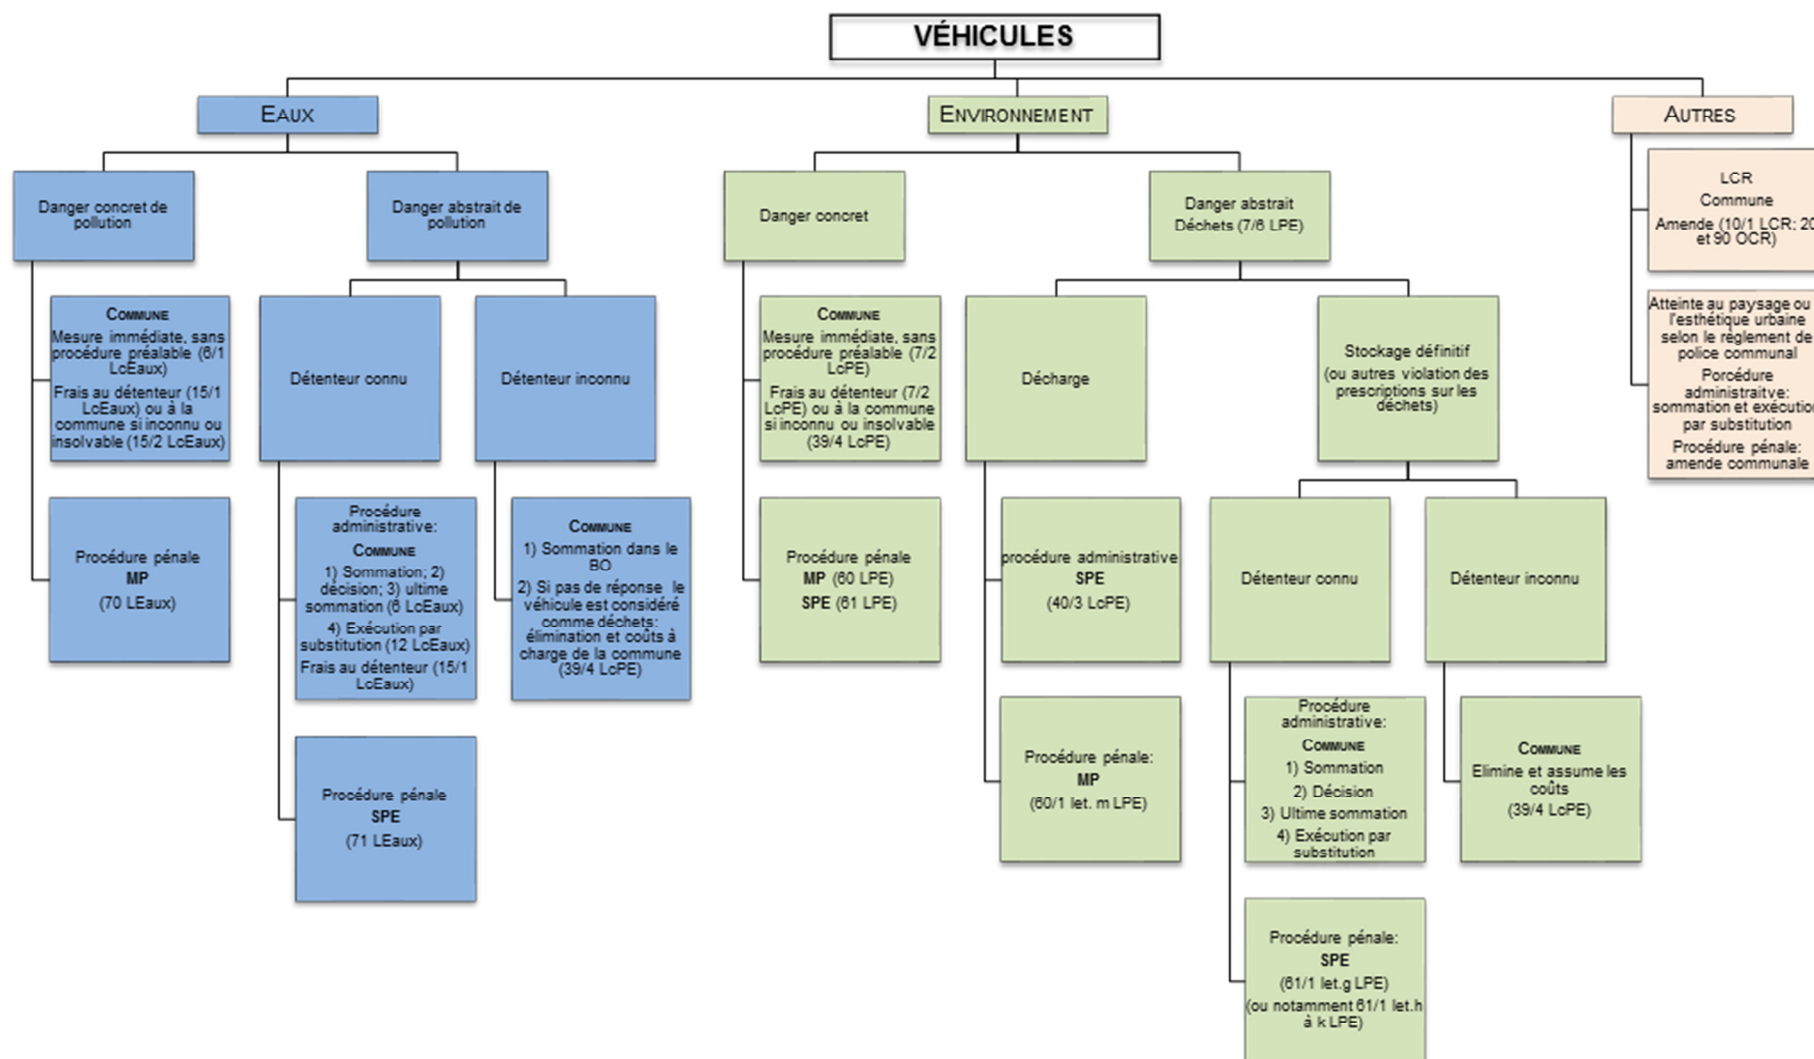 VÉHICULES
EAUX
ENVIRONNEMENT
AUTRES
Danger concret de
pollution
Danger abstrait de
pollution
Danger concret
Danger abstrait
Déchets (7/6 LPE)
LCR
Commune
Amende (10/1 LCR: 20
et 90 OCR)
COMMUNE
Mesure immédiate, sans
procédure préalable (6/1
LcEaux)
Frais au détenteur (15/1
LcEaux) ou à la
commune si inconnu ou
insolvable (15/2 LcEaux)
Détenteur connu
Détenteur inconnu
COMMUNE
Mesure immédiate, sans
procédure préalable (7/2
LcPE)
Frais au détenteur (7/2
LcPE) ou à la commune
si inconnu ou insolvable
(39/4 LcPE)
Décharge
Stockage définitif
(ou autres violation des
prescriptions sur les
déchets)
Atteinte au paysage ou
l'esthétique urbaine
selon le règlement de
police communal
Porcédure
administraitve:
sommation et exécution
par substitution
Procédure pénale:
amende communale
Procédure pénale
MP
(70 LEaux)
Procédure
administrative:
COMMUNE
1) Sommation; 2)
décision; 3) ultime
sommation (6 LcEaux)
4) Exécution par
substitution (12 LcEaux)
Frais au détenteur (15/1
LcEaux)
COMMUNE
1) Sommation dans le
BO
2) Si pas de réponse le
véhicule est considéré
comme déchets:
élimination et coûts à
charge de la commune
(39/4 LcPE)
Procédure pénale
MP (60 LPE)
SPE (61 LPE)
procédure administrative
SPE
(40/3 LcPE)
Détenteur connu
Détenteur inconnu
Procédure pénale
SPE
(71 LEaux)
Procédure pénale:
MP
(60/1 let. m LPE)
Procédure
administrative:
COMMUNE
1) Sommation
2) Décision
3) Ultime sommation
4) Exécution par
substitution
COMMUNE
Elimine et assume les
coûts
(39/4 LcPE)
Procédure pénale:
SPE
(61/1 let.g LPE)
(ou notamment 61/1 let.h
à k LPE)